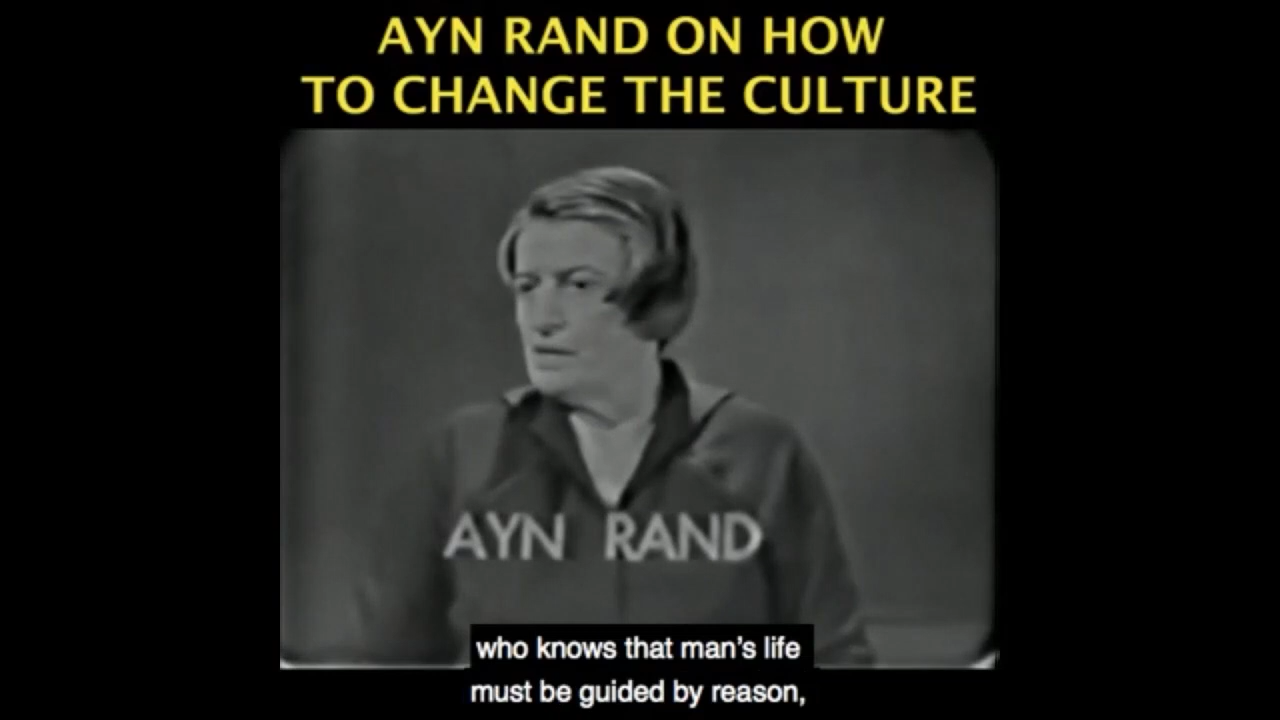 AYN RAND ON HOW
TO CHANGE THE CULTURE
AYN RAND
who knows that man's life
must be guided by reason,